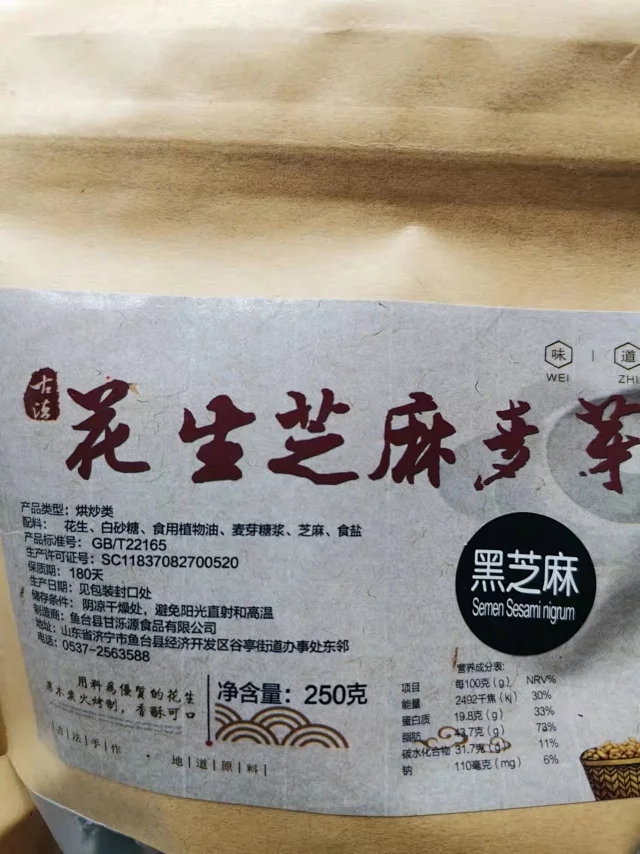 味 | 道
WEI ZHI
古法
花生芝麻麦芽
产品类型：烘炒类
配料： 花生、白砂糖、食用植物油、麦芽糖浆、芝麻、食盐
产品标准号：GB/T22165
生产许可证号：SC11837082700520
保质期：180天
生产日期：见包装封口处
储存条件： 阴凉干燥处，避免阳光直射和高温
制造商：鱼台县甘泺源食品有限公司
地址：山东省济宁市鱼台县经济开发区谷亭街道办事处东邻
电话：0537-2563588
黑芝麻
Semen Sesami nigrum
用料为优质的花生
果木炭火烤制，香酥可口
净含量：250克
古法手作 · 地道原料
营养成分表:
项目 每100克（g） NRV%
能量 2492千焦（kj） 30%
蛋白质 19.8克（g） 33%
脂肪 43.7克（g） 73%
碳水化合物 31.7克（g） 11%
钠 110毫克（mg） 6%